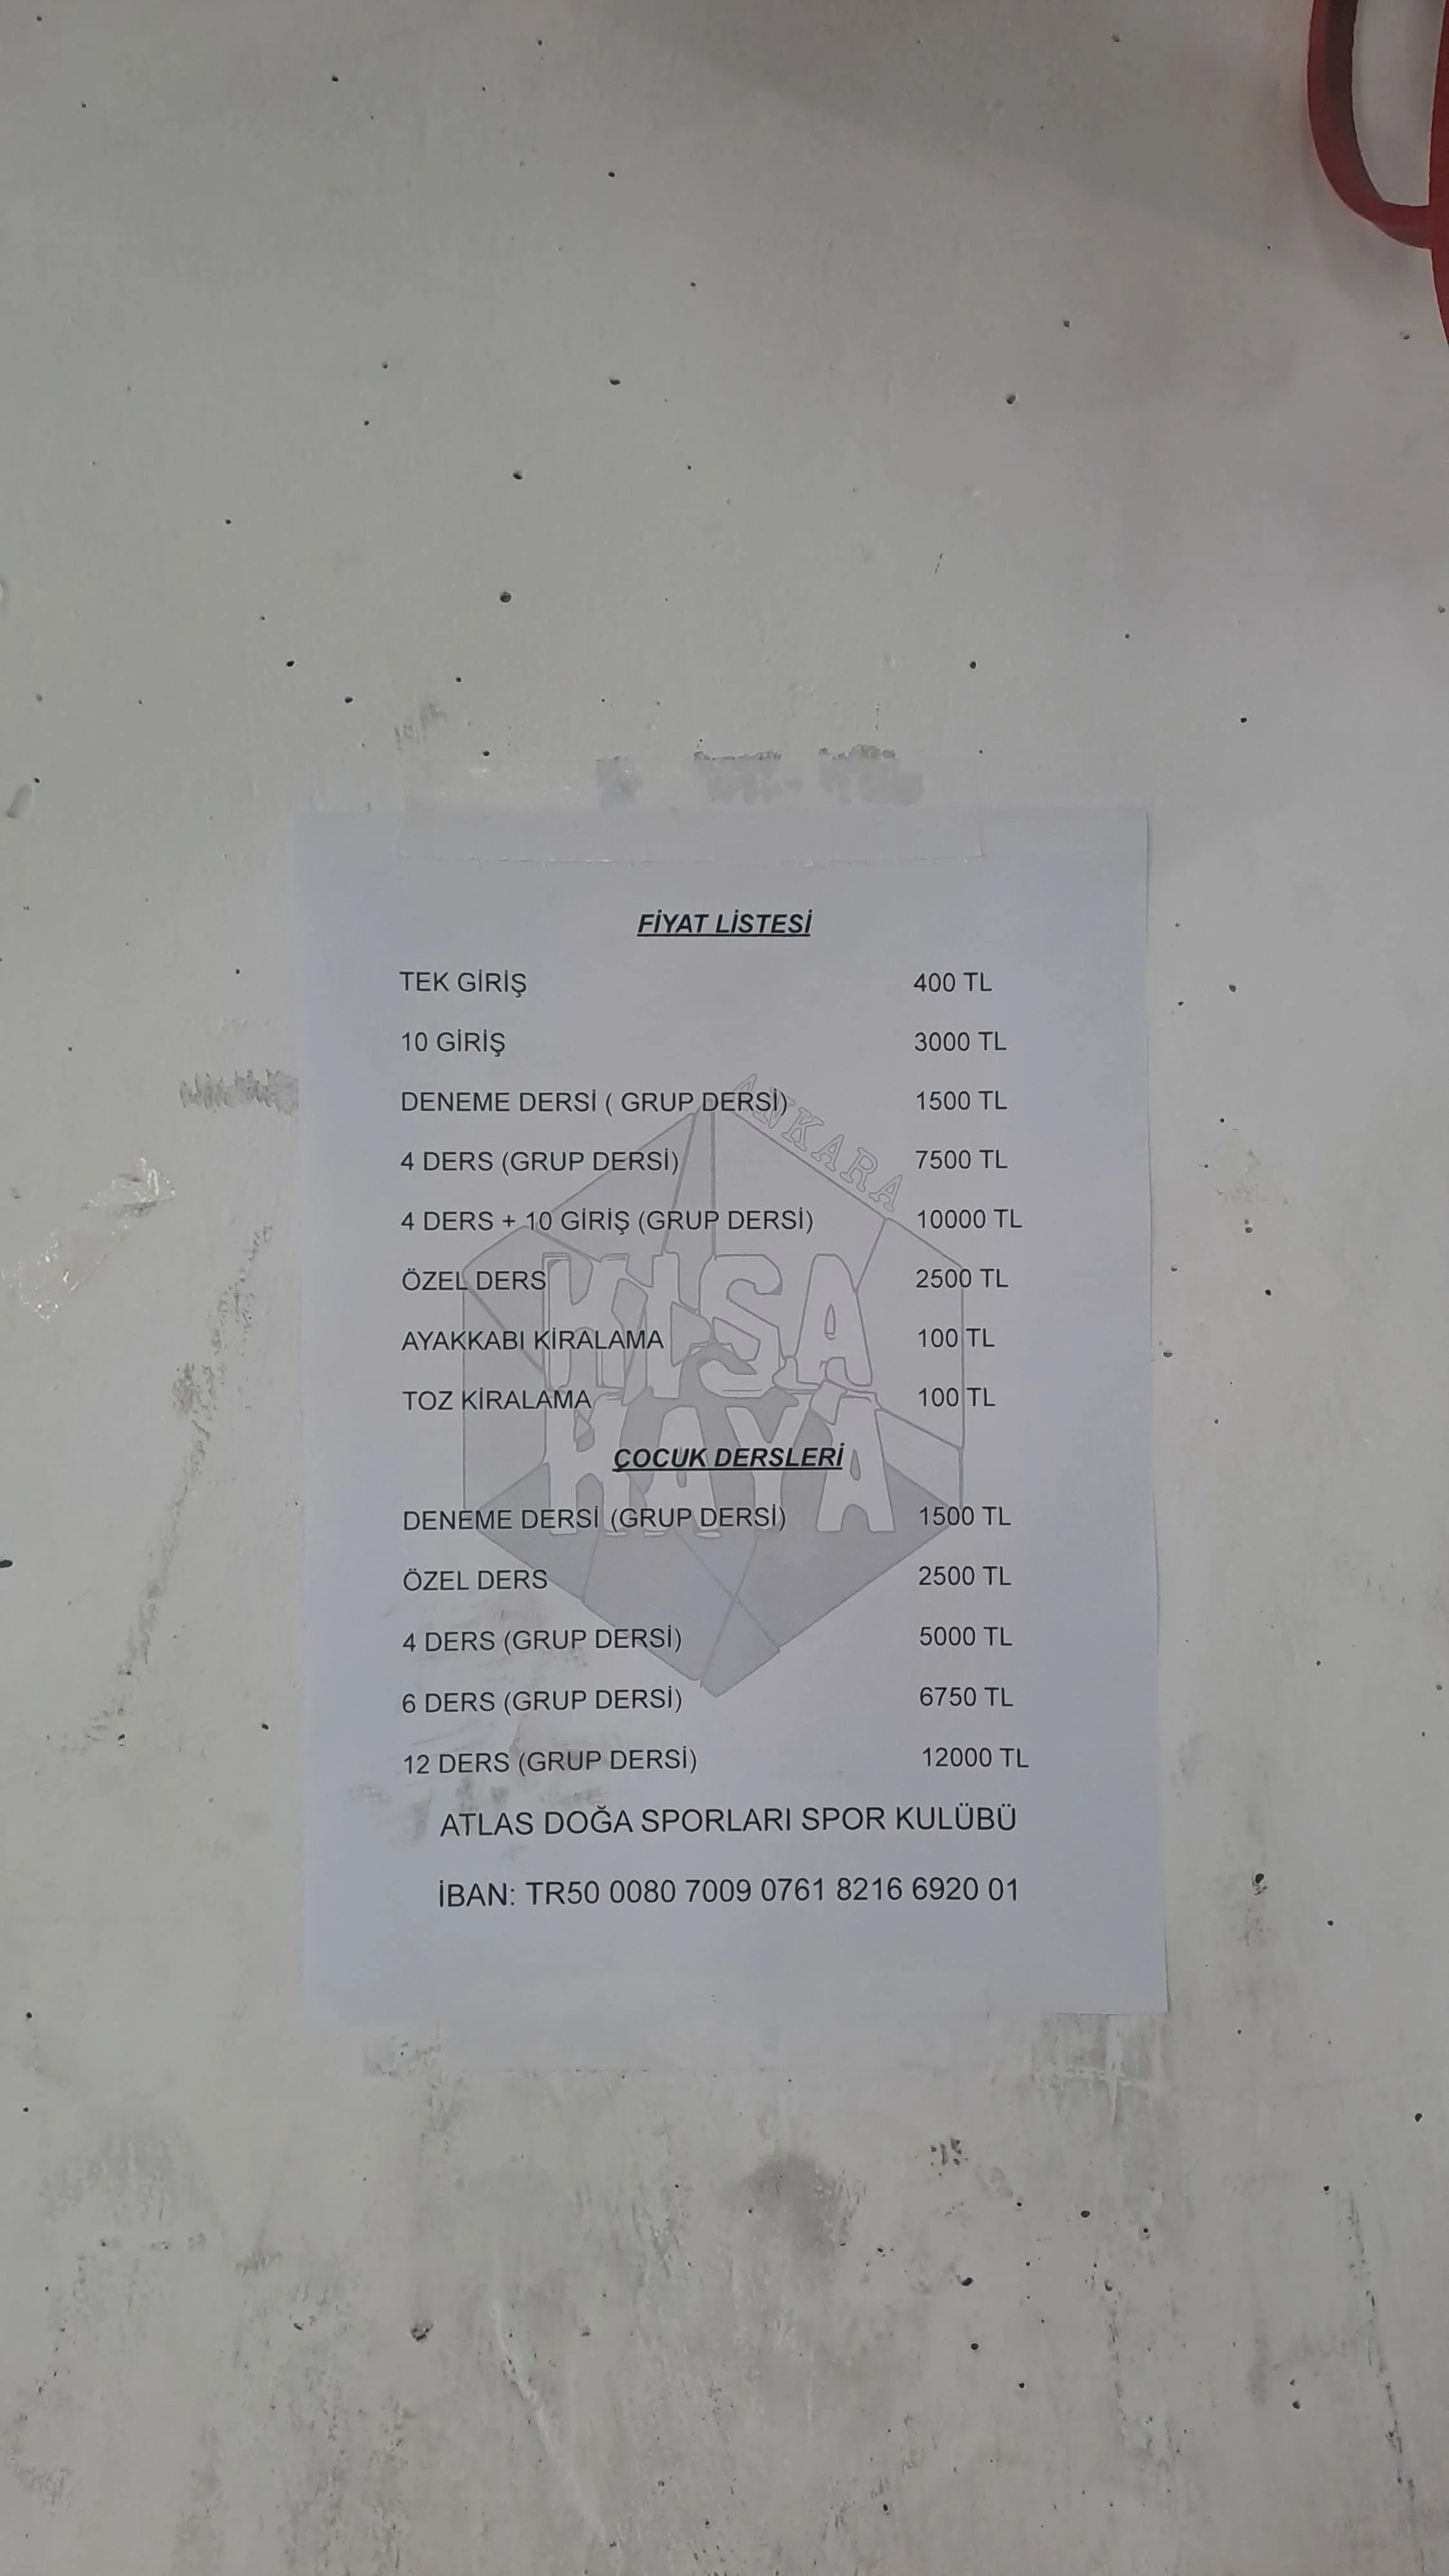 FİYAT LİSTESİ
TEK GİRİŞ 400 TL
10 GİRİŞ 3000 TL
DENEME DERSİ ( GRUP DERSİ) 1500 TL
4 DERS (GRUP DERSİ) 7500 TL
4 DERS + 10 GİRİŞ (GRUP DERSİ) 10000 TL
ÖZEL DERS 2500 TL
AYAKKABI KİRALAMA 100 TL
TOZ KİRALAMA 100 TL
ÇOCUK DERSLERİ
DENEME DERSİ (GRUP DERSİ) 1500 TL
ÖZEL DERS 2500 TL
4 DERS (GRUP DERSİ) 5000 TL
6 DERS (GRUP DERSİ) 6750 TL
12 DERS (GRUP DERSİ) 12000 TL
ATLAS DOĞA SPORLARI SPOR KULÜBÜ
İBAN: TR50 0080 7009 0761 8216 6920 01
ANKARA
HISA
KAYA